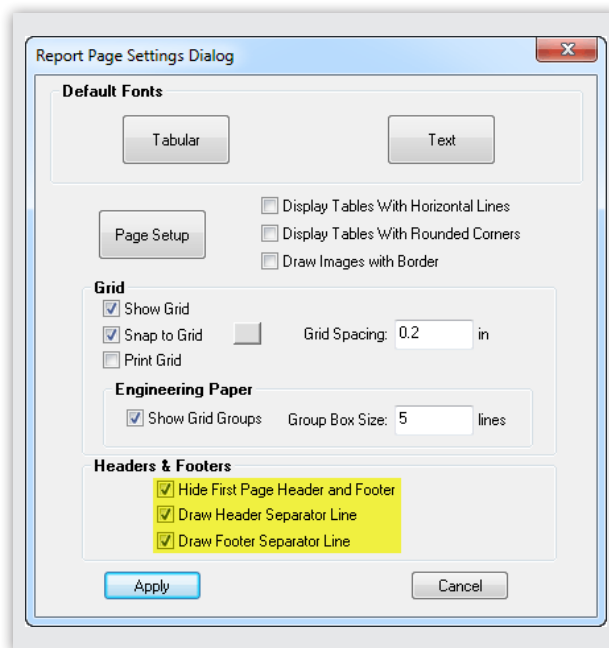 Report Page Settings Dialog
Default Fonts
Tabular
Text
Page Setup
Display Tables With Horizontal Lines
Display Tables With Rounded Corners
Draw Images with Border
Grid
Show Grid
Snap to Grid
Grid Spacing: 0.2 in
Print Grid
Engineering Paper
Show Grid Groups
Group Box Size: 5 lines
Headers & Footers
Hide First Page Header and Footer
Draw Header Separator Line
Draw Footer Separator Line
Apply
Cancel